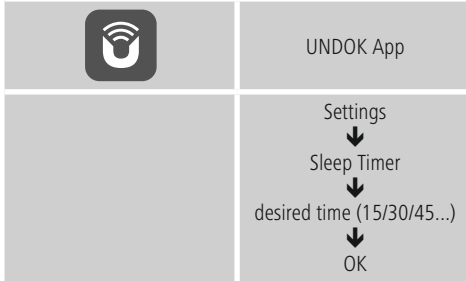 UNDOK App
Settings
Sleep Timer
desired time (15/30/45...)
OK